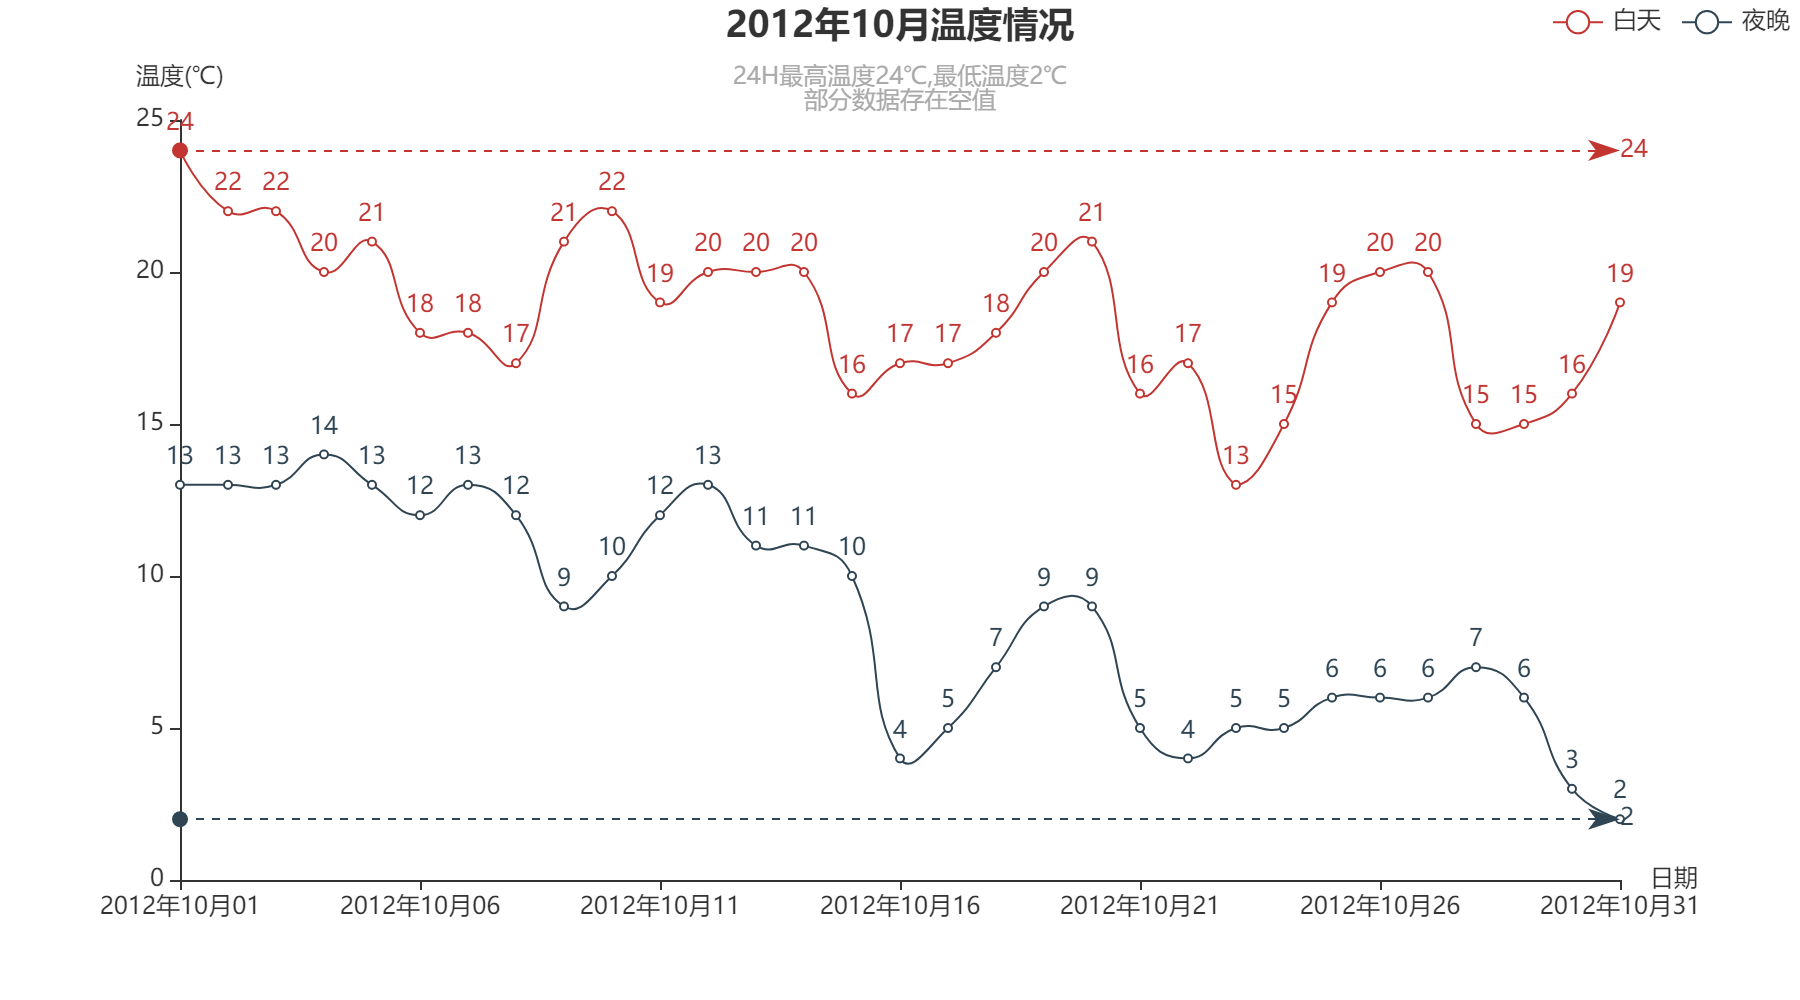 2012年10月温度情况
白天 夜晚
24H最高温度24℃,最低温度2℃
部分数据存在空值
温度(℃)
25
20
15
10
5
0
24 22 22 20 21 18 18 17 21 22 19 20 20 20 16 17 17 18 20 21 16 17 13 15 19 20 20 15 15 16 19
24
13 13 13 14 13 12 13 12 9 10 12 13 11 11 10 4 5 7 9 9 5 4 5 5 6 6 6 7 6 3 2
2
日期
2012年10月01 2012年10月06 2012年10月11 2012年10月16 2012年10月21 2012年10月26 2012年10月31